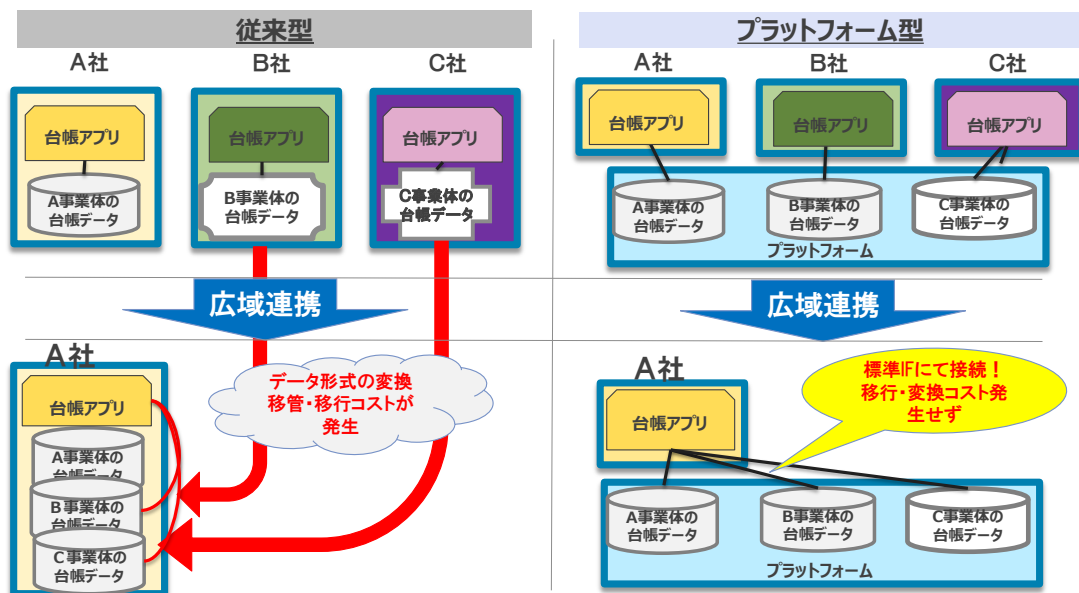 従来型
A社
B社
C社
台帳アプリ
台帳アプリ
台帳アプリ
A事業体の
台帳データ
B事業体の
台帳データ
C事業体の
台帳データ
広域連携
A社
台帳アプリ
A事業体の
台帳データ
B事業体の
台帳データ
C事業体の
台帳データ
データ形式の変換
移管・移行コストが
発生
プラットフォーム型
A社
B社
C社
台帳アプリ
台帳アプリ
台帳アプリ
A事業体の
台帳データ
B事業体の
台帳データ
C事業体の
台帳データ
プラットフォーム
広域連携
A社
台帳アプリ
標準IFにて接続！
移行・変換コスト発
生せず
A事業体の
台帳データ
B事業体の
台帳データ
C事業体の
台帳データ
プラットフォーム